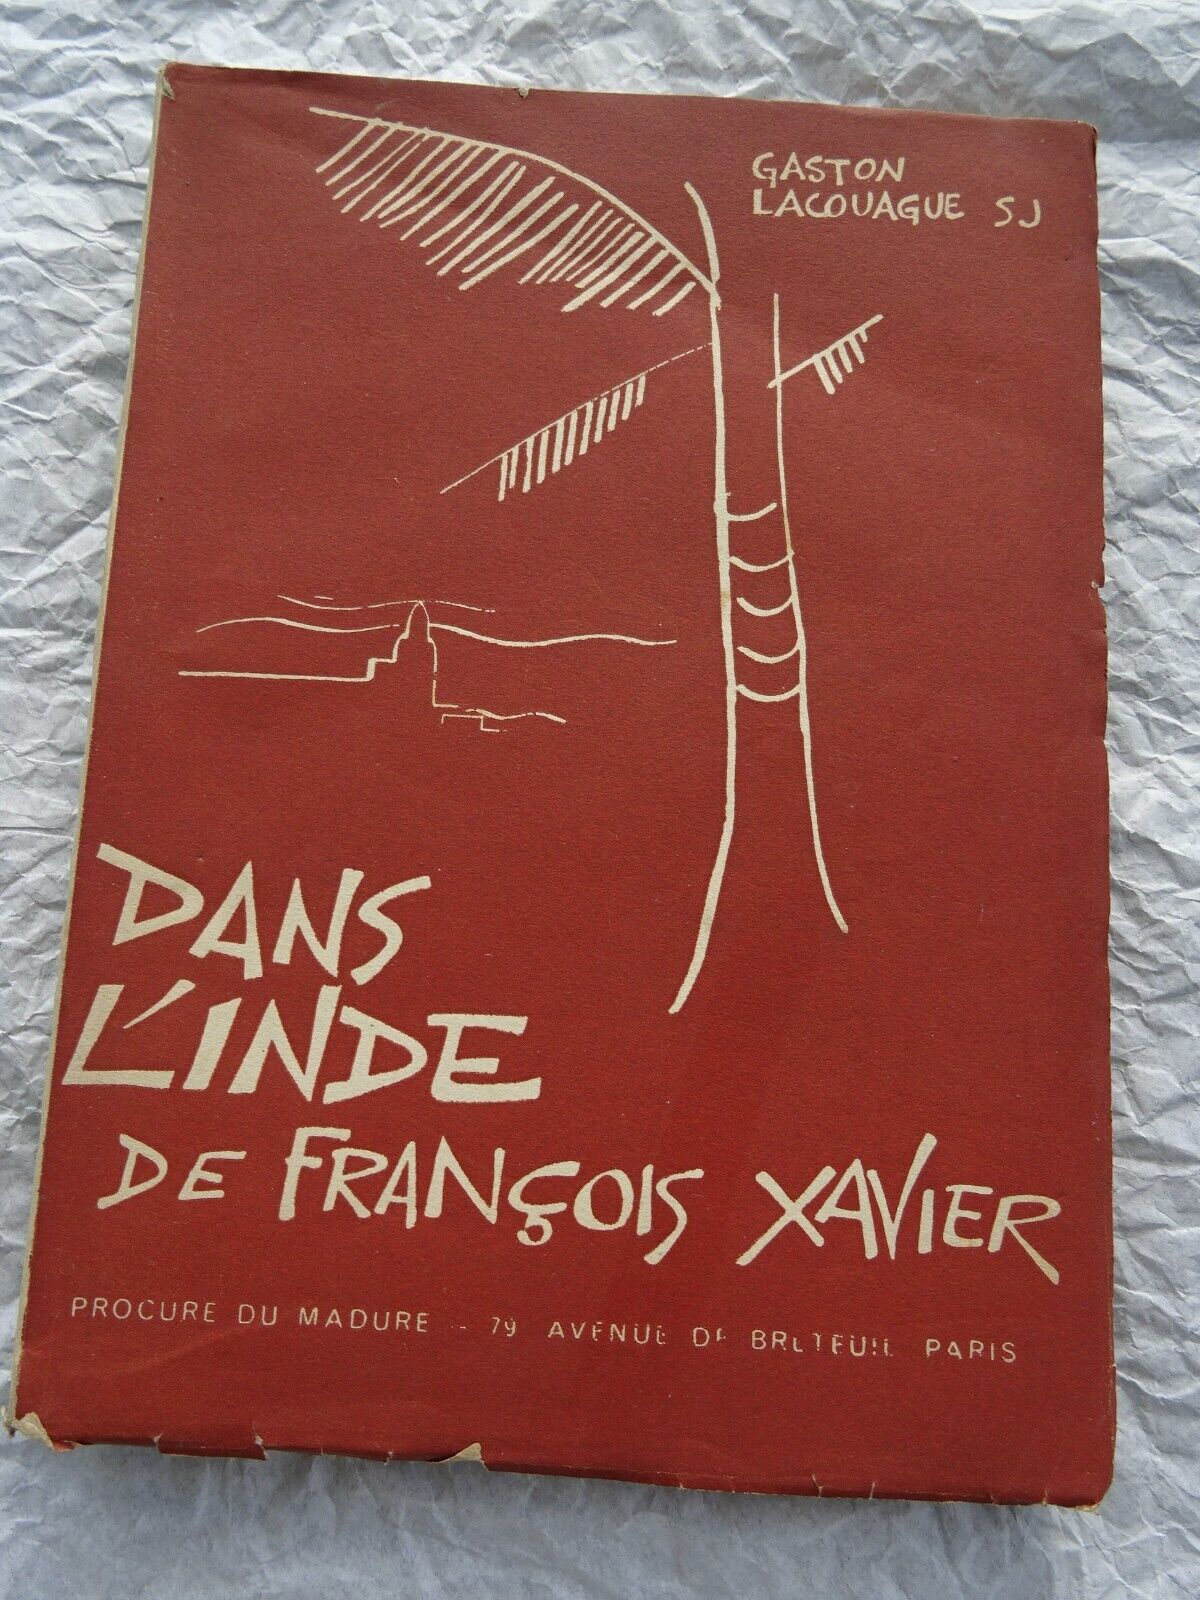 GASTON
LACOUAGUE SJ
DANS
L'INDE
DE FRANÇOIS XAVIER
PROCURE DU MADURE - 79 AVENUE DE BRETEUIL PARIS